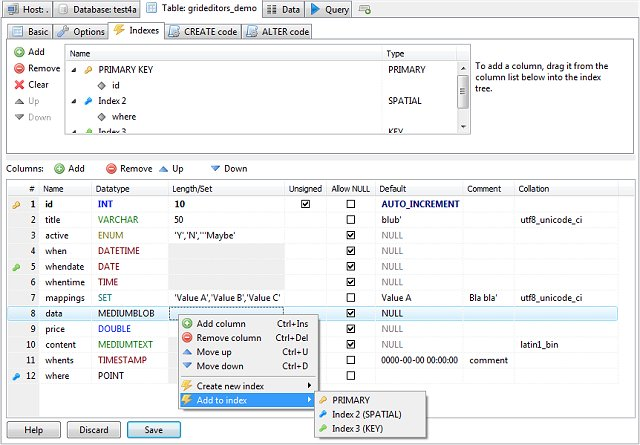 Host: . Database: test4a Table: grideditors_demo Data Query
Basic Options Indexes CREATE code ALTER code
Add
Remove
Clear
Up
Down
Name Type
PRIMARY KEY PRIMARY
id
Index 2 SPATIAL
where
Index 3 KEY
To add a column, drag it from the
column list below into the index
tree.
Columns: Add Remove Up Down
# Name Datatype Length/Set Unsigned Allow NULL Default Comment Collation
1 id INT 10 AUTO_INCREMENT
2 title VARCHAR 50 blub' utf8_unicode_ci
3 active ENUM 'Y','N','''Maybe' NULL
4 when DATETIME NULL
5 whendate DATE NULL
6 whentime TIME NULL
7 mappings SET 'Value A','Value B','Value C' Value A Bla bla' utf8_unicode_ci
8 data MEDIUMBLOB NULL
9 price DOUBLE NULL
10 content MEDIUMTEXT NULL latin1_bin
11 whents TIMESTAMP 0000-00-00 00:00:00 comment
12 where POINT
Add column Ctrl+Ins
Remove column Ctrl+Del
Move up Ctrl+U
Move down Ctrl+D
Create new index
Add to index
PRIMARY
Index 2 (SPATIAL)
Index 3 (KEY)
Help Discard Save